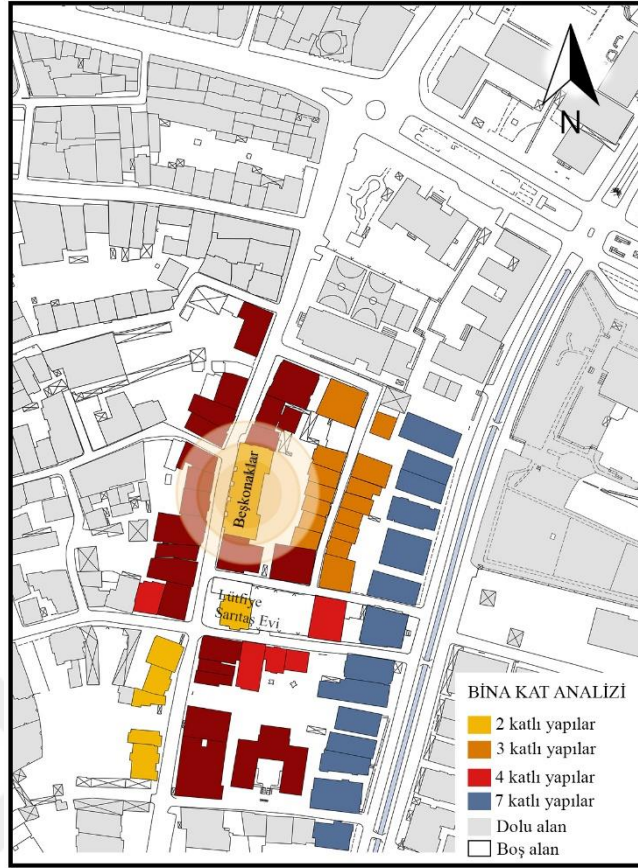 N
Beşkonaklar
Lütfiye
Sarıtaş Evi
BİNA KAT ANALİZİ
2 katlı yapılar
3 katlı yapılar
4 katlı yapılar
7 katlı yapılar
Dolu alan
Boş alan